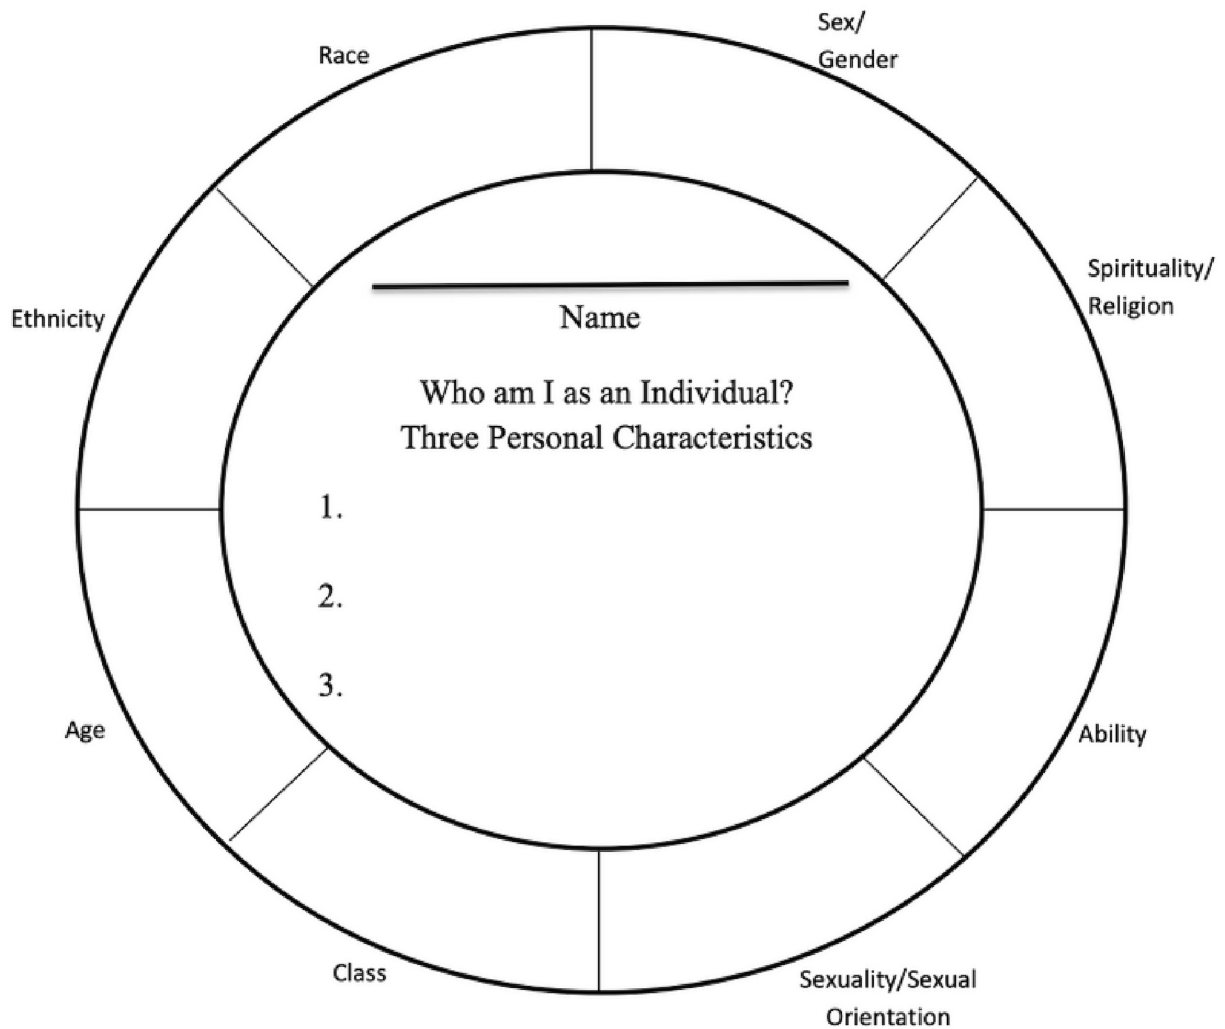 Race
Sex/
Gender
Spirituality/
Religion
Ethnicity
Name
Who am I as an Individual?
Three Personal Characteristics
1.
2.
3.
Age
Ability
Class
Sexuality/Sexual
Orientation